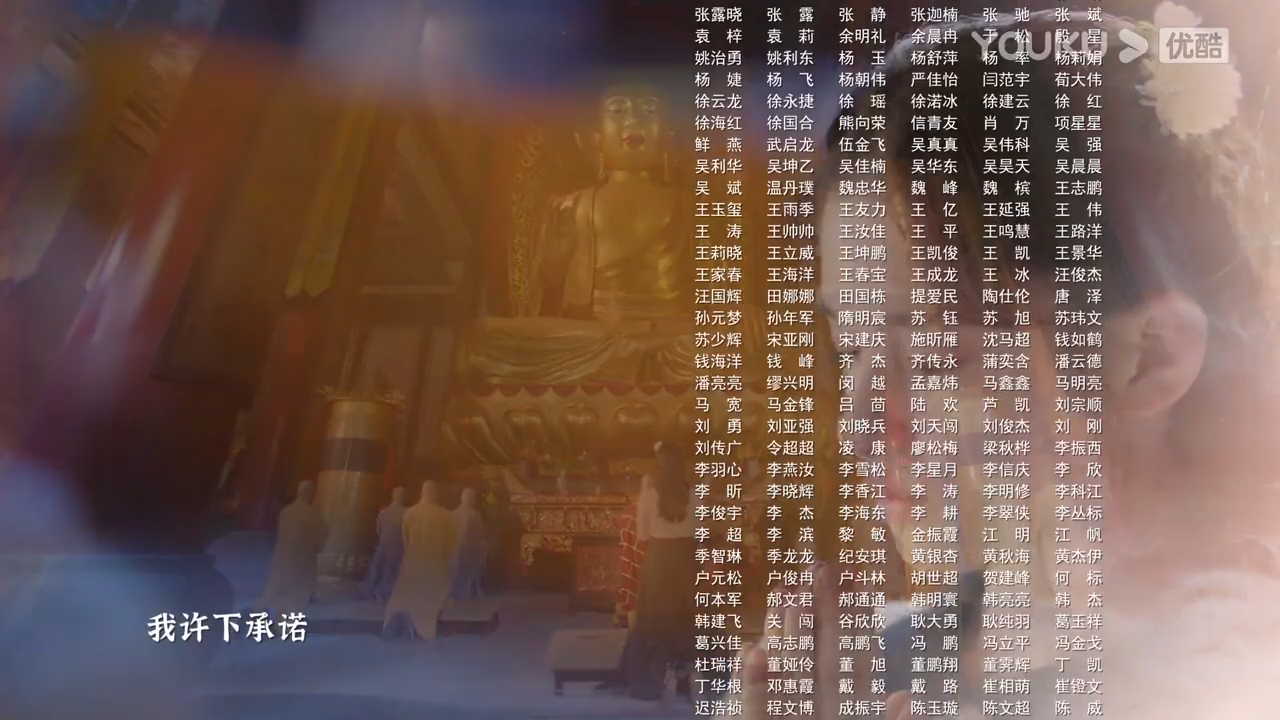 张露晓 张 露 张 静 张迦楠 张 驰 张 斌
袁 梓 袁 莉 余明礼 余晨冉 于 松 殷 星
YOUKU 优酷
姚治勇 姚利东 杨 玉 杨舒萍 杨 率 杨莉娟
杨 婕 杨 飞 杨朝伟 严佳怡 闫范宇 荀大伟
徐云龙 徐永捷 徐 瑶 徐渃冰 徐建云 徐 红
徐海红 徐国合 熊向荣 信青友 肖 万 项星星
鲜 燕 武启龙 伍金飞 吴真真 吴伟科 吴 强
吴利华 吴坤乙 吴佳楠 吴华东 吴昊天 吴晨晨
吴 斌 温丹璞 魏忠华 魏 峰 魏 槟 王志鹏
王玉玺 王雨季 王友力 王 亿 王延强 王 伟
王 涛 王帅帅 王汝佳 王 平 王鸣慧 王路洋
王莉晓 王立威 王坤鹏 王凯俊 王 凯 王景华
王家春 王海洋 王春宝 王成龙 王 冰 汪俊杰
汪国辉 田娜娜 田国栋 提爱民 陶仕伦 唐 泽
孙元梦 孙年军 隋明宸 苏 钰 苏 旭 苏玮文
苏少辉 宋亚刚 宋建庆 施昕雁 沈马超 钱如鹤
钱海洋 钱 峰 齐 杰 齐传永 蒲奕含 潘云德
潘亮亮 缪兴明 闵 越 孟嘉炜 马鑫鑫 马明亮
马 宽 马金锋 吕 茴 陆 欢 芦 凯 刘宗顺
刘 勇 刘亚强 刘晓兵 刘天闯 刘俊杰 刘 刚
刘传广 令超超 凌 康 廖松梅 梁秋桦 李振西
李羽心 李燕汝 李雪松 李星月 李信庆 李 欣
李 昕 李晓辉 李香江 李 涛 李明修 李科江
李俊宇 李 杰 李海东 李 耕 李翠侠 李丛标
李 超 李 滨 黎 敏 金振霞 江 明 江 帆
季智琳 季龙龙 纪安琪 黄银杏 黄秋海 黄杰伊
户元松 户俊冉 户斗林 胡世超 贺建峰 何 标
何本军 郝文君 郝通通 韩明寰 韩亮亮 韩 杰
我许下承诺
韩建飞 关 闯 谷欣欣 耿大勇 耿纯羽 葛玉祥
葛兴佳 高志鹏 高鹏飞 冯 鹏 冯立平 冯金戈
杜瑞祥 董娅伶 董 旭 董鹏翔 董霁辉 丁 凯
丁华根 邓惠霞 戴 毅 戴 路 崔相萌 崔镫文
迟浩祯 程文博 成振宇 陈玉璇 陈文超 陈 威